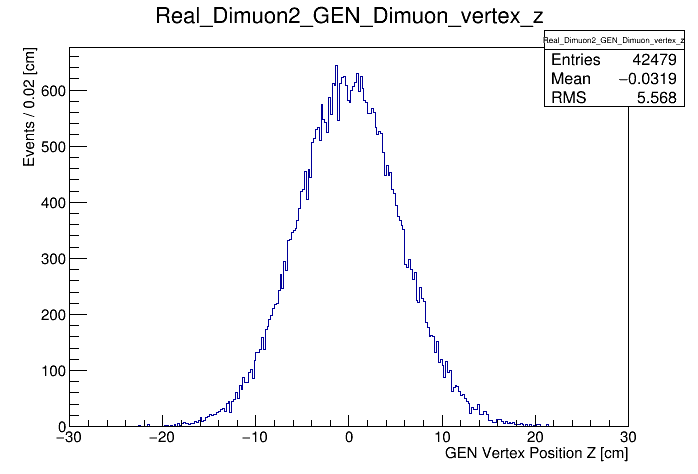 Real_Dimuon2_GEN_Dimuon_vertex_z
Real_Dimuon2_GEN_Dimuon_vertex_z
Entries 42479
Mean −0.0319
RMS 5.568
Events / 0.02 [cm]
600
500
400
300
200
100
0
−30 −20 −10 0 10 20 30
GEN Vertex Position Z [cm]